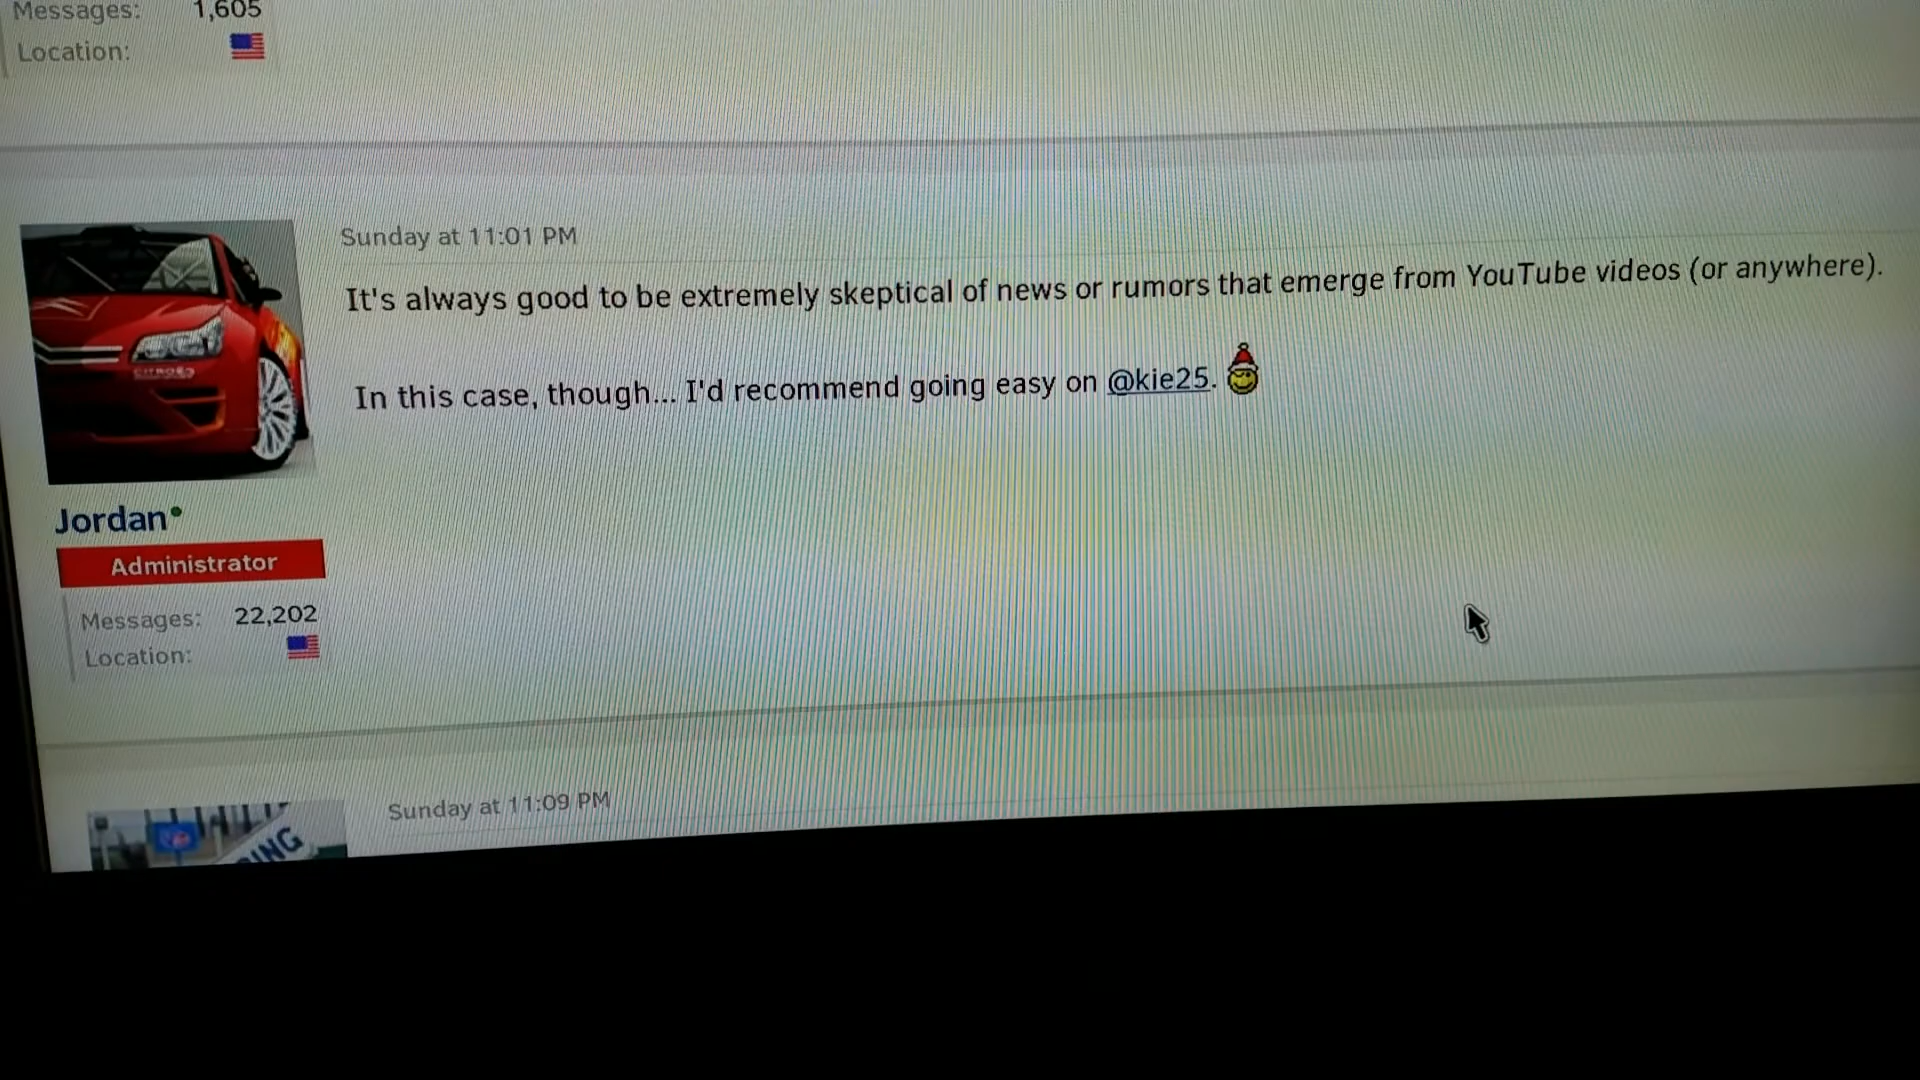 Messages: 1,605
Location:
Sunday at 11:01 PM
It's always good to be extremely skeptical of news or rumors that emerge from YouTube videos (or anywhere).
In this case, though... I'd recommend going easy on @kie25.
CITROËN
Jordan
Administrator
Messages: 22,202
Location:
Sunday at 11:09 PM
ING